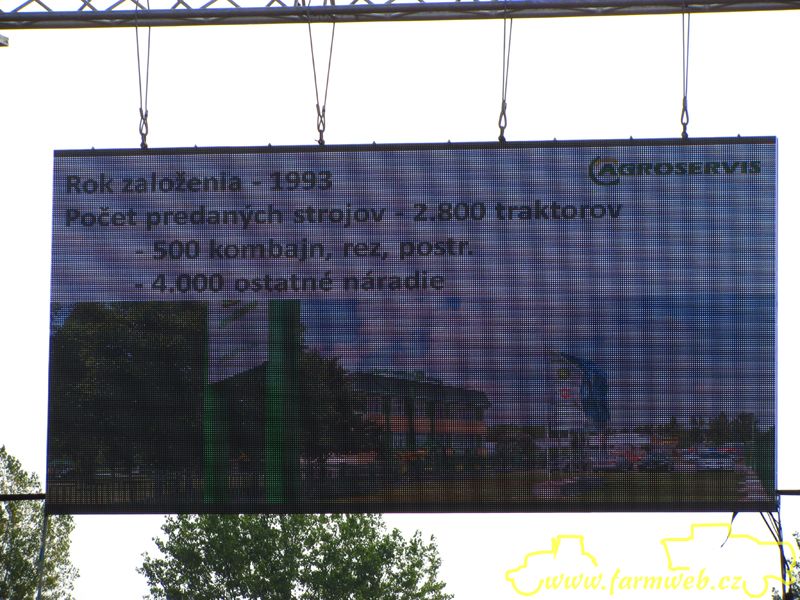 AGROSERVIS
Rok založenia - 1993
Počet predaných strojov - 2.800 traktorov
- 500 kombajn, rez, postr.
- 4.000 ostatné náradie
www.farmweb.cz